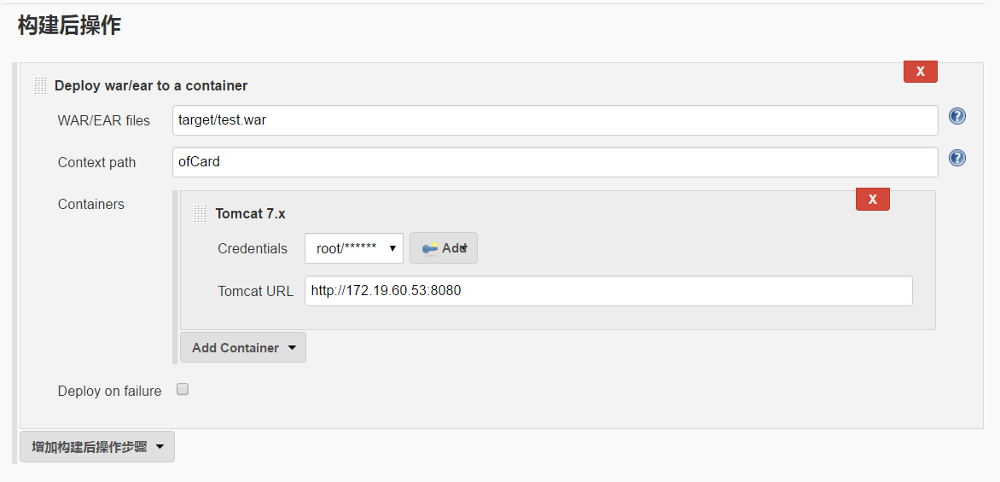 构建后操作
X
Deploy war/ear to a container
WAR/EAR files target/test.war ?
Context path ofCard ?
Containers
X
Tomcat 7.x
Credentials root/****** Add
Tomcat URL http://172.19.60.53:8080
Add Container
Deploy on failure
增加构建后操作步骤